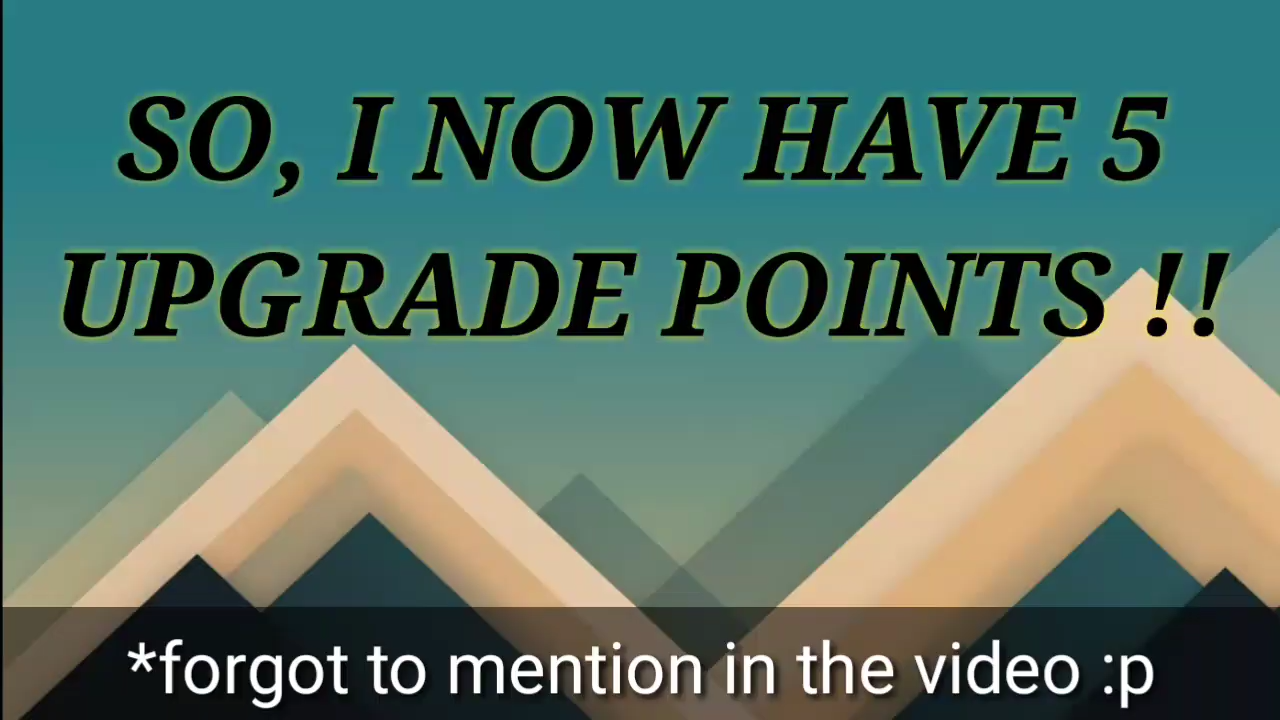 SO, I NOW HAVE 5
UPGRADE POINTS !!
*forgot to mention in the video :p